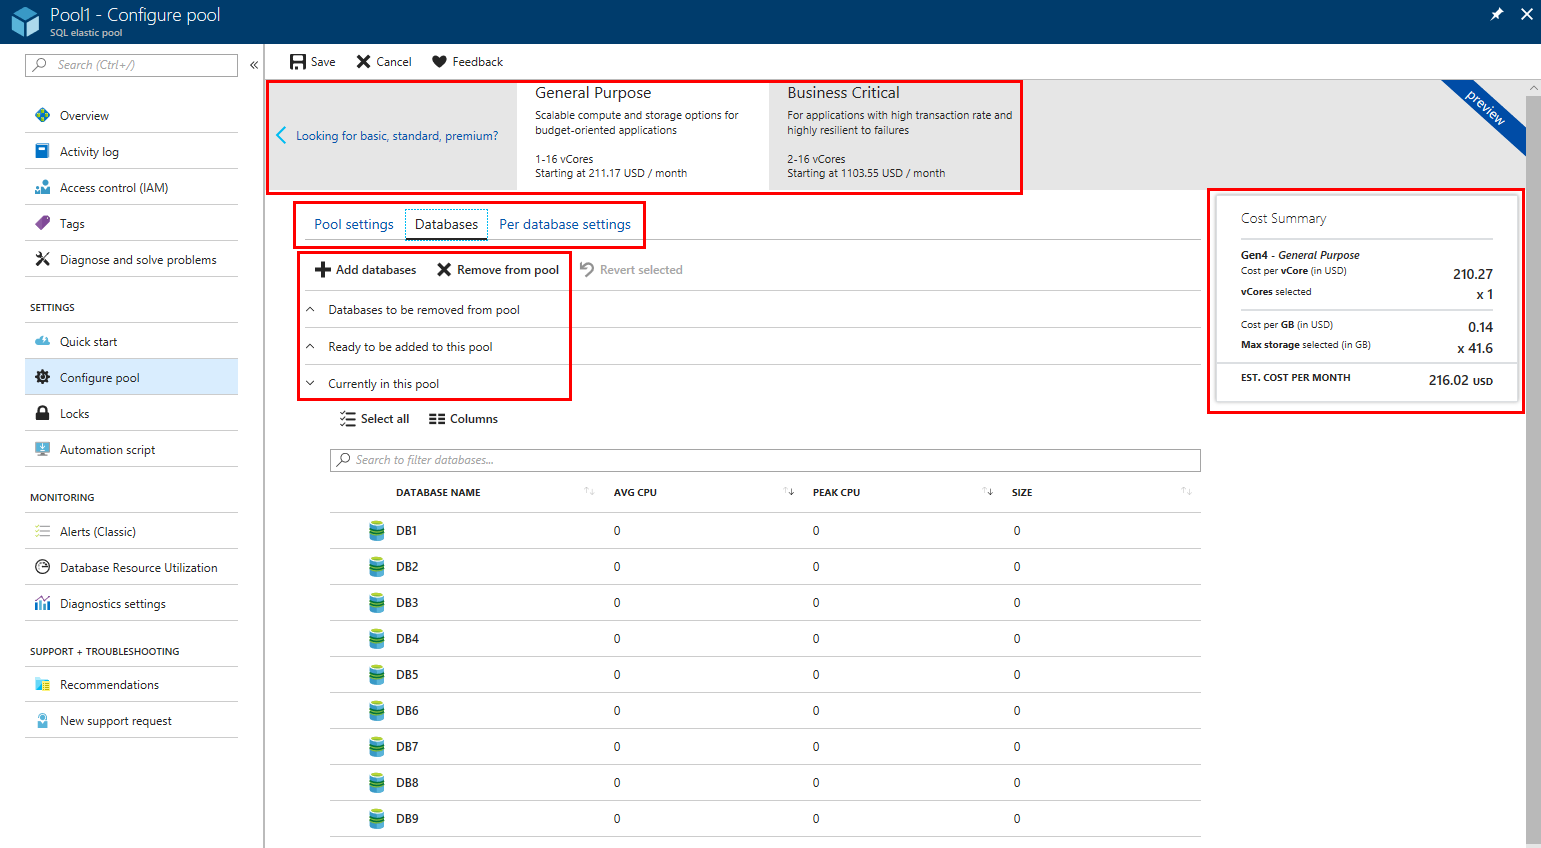 Pool1 - Configure pool
SQL elastic pool
Search (Ctrl+/)
Overview
Activity log
Access control (IAM)
Tags
Diagnose and solve problems
SETTINGS
Quick start
Configure pool
Locks
Automation script
MONITORING
Alerts (Classic)
Database Resource Utilization
Diagnostics settings
SUPPORT + TROUBLESHOOTING
Recommendations
New support request
Save Cancel Feedback
Looking for basic, standard, premium?
General Purpose
Scalable compute and storage options for
budget-oriented applications
1-16 vCores
Starting at 211.17 USD / month
Business Critical
For applications with high transaction rate and
highly resilient to failures
2-16 vCores
Starting at 1103.55 USD / month
preview
Pool settings Databases Per database settings
Add databases Remove from pool Revert selected
Databases to be removed from pool
Ready to be added to this pool
Currently in this pool
Select all Columns
Search to filter databases...
DATABASE NAME AVG CPU PEAK CPU SIZE
DB1 0 0 0
DB2 0 0 0
DB3 0 0 0
DB4 0 0 0
DB5 0 0 0
DB6 0 0 0
DB7 0 0 0
DB8 0 0 0
DB9 0 0 0
Cost Summary
Gen4 - General Purpose
Cost per vCore (in USD) 210.27
vCores selected x 1
Cost per GB (in USD) 0.14
Max storage selected (in GB) x 41.6
EST. COST PER MONTH 216.02 USD